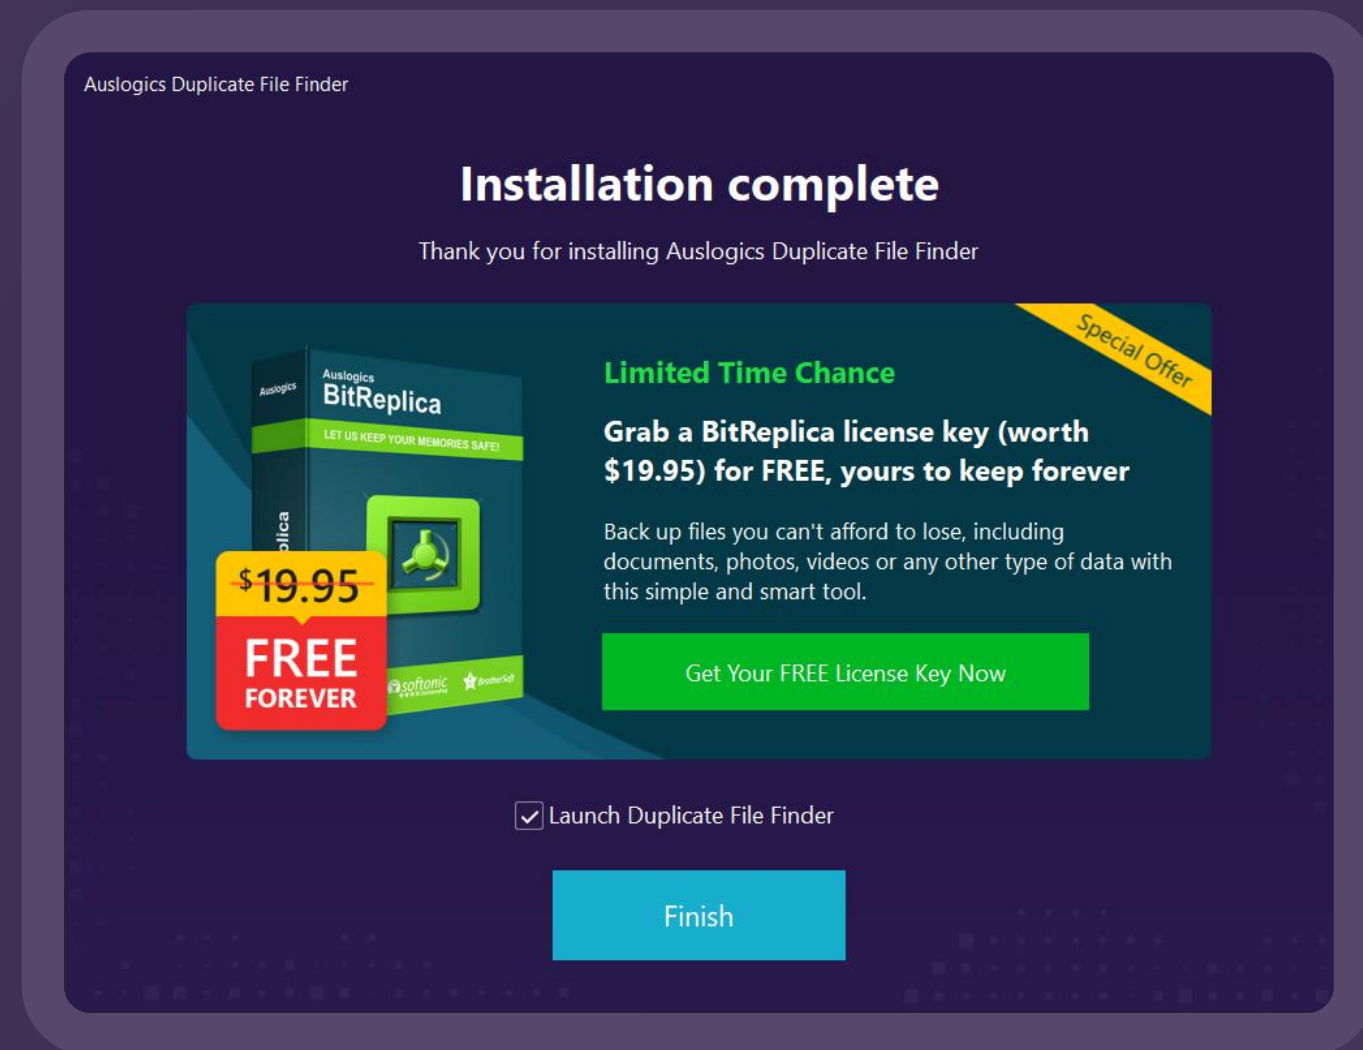 Auslogics Duplicate File Finder
Installation complete
Thank you for installing Auslogics Duplicate File Finder
Special Offer
Auslogics
Auslogics
BitReplica
LET US KEEP YOUR MEMORIES SAFE!
plica
$19.95
FREE
FOREVER
softonic
BrotherSoft
Limited Time Chance
Grab a BitReplica license key (worth
$19.95) for FREE, yours to keep forever
Back up files you can't afford to lose, including
documents, photos, videos or any other type of data with
this simple and smart tool.
Get Your FREE License Key Now
Launch Duplicate File Finder
Finish